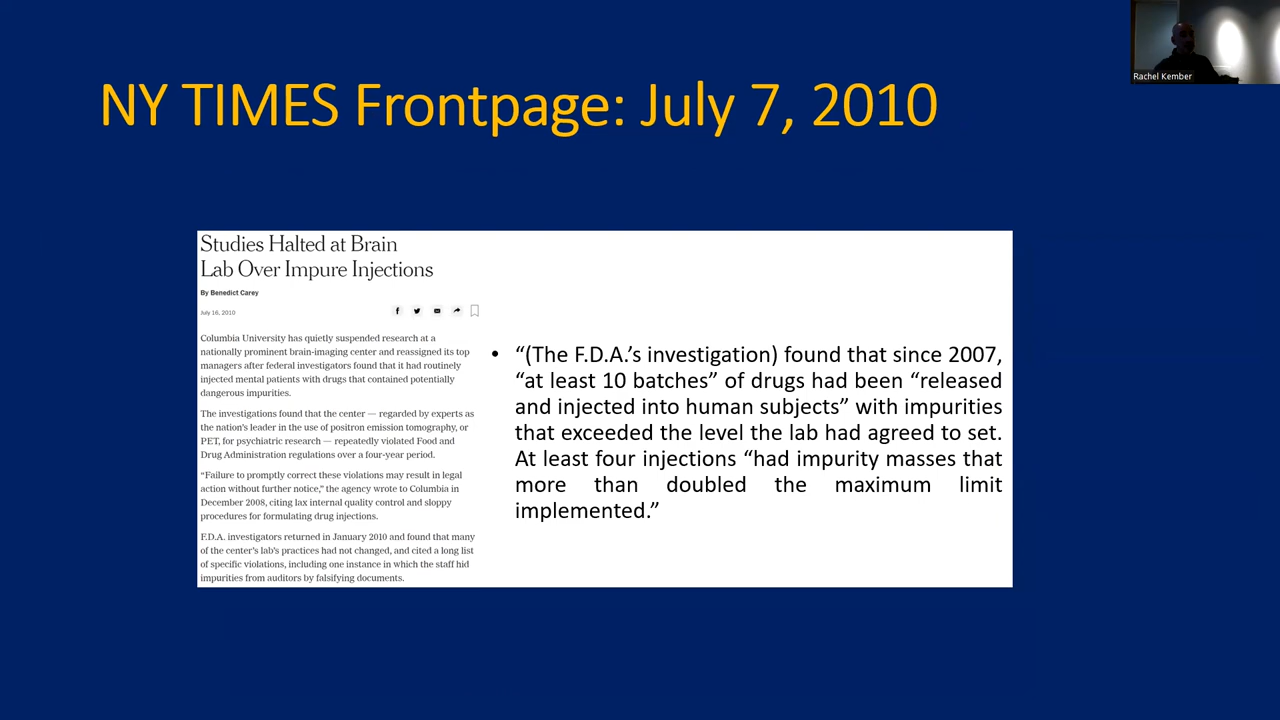 Rachel Kember
NY TIMES Frontpage: July 7, 2010
Studies Halted at Brain
Lab Over Impure Injections
By Benedict Carey
July 16, 2010
Columbia University has quietly suspended research at a
nationally prominent brain-imaging center and reassigned its top
managers after federal investigators found that it had routinely
injected mental patients with drugs that contained potentially
dangerous impurities.
The investigations found that the center — regarded by experts as
the nation's leader in the use of positron emission tomography, or
PET, for psychiatric research — repeatedly violated Food and
Drug Administration regulations over a four-year period.
“Failure to promptly correct these violations may result in legal
action without further notice,” the agency wrote to Columbia in
December 2008, citing lax internal quality control and sloppy
procedures for formulating drug injections.
F.D.A. investigators returned in January 2010 and found that many
of the center's lab's practices had not changed, and cited a long list
of specific violations, including one instance in which the staff hid
impurities from auditors by falsifying documents.
• “(The F.D.A.’s investigation) found that since 2007,
“at least 10 batches” of drugs had been “released
and injected into human subjects” with impurities
that exceeded the level the lab had agreed to set.
At least four injections “had impurity masses that
more than doubled the maximum limit
implemented.”